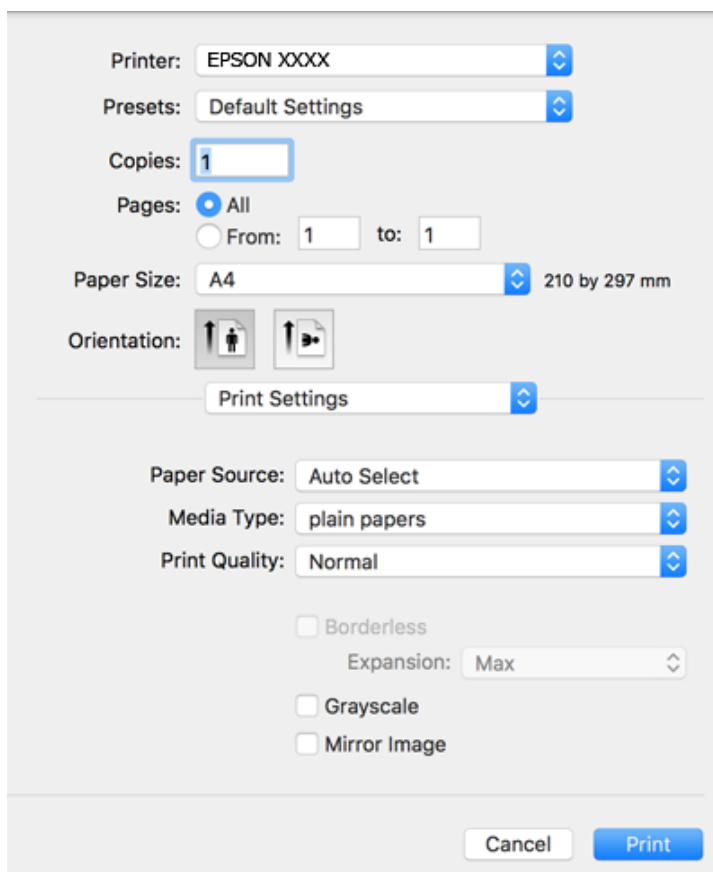 Printer: EPSON XXXX
Presets: Default Settings
Copies: 1
Pages: All
From: 1 to: 1
Paper Size: A4 210 by 297 mm
Orientation:
Print Settings
Paper Source: Auto Select
Media Type: plain papers
Print Quality: Normal
Borderless
Expansion: Max
Grayscale
Mirror Image
Cancel Print